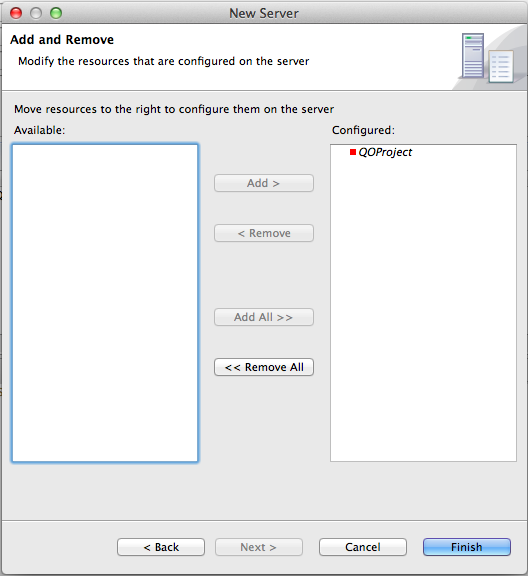 New Server
Add and Remove
Modify the resources that are configured on the server
Move resources to the right to configure them on the server
Available:
Configured:
QOProject
Add >
< Remove
Add All >>
<< Remove All
< Back
Next >
Cancel
Finish